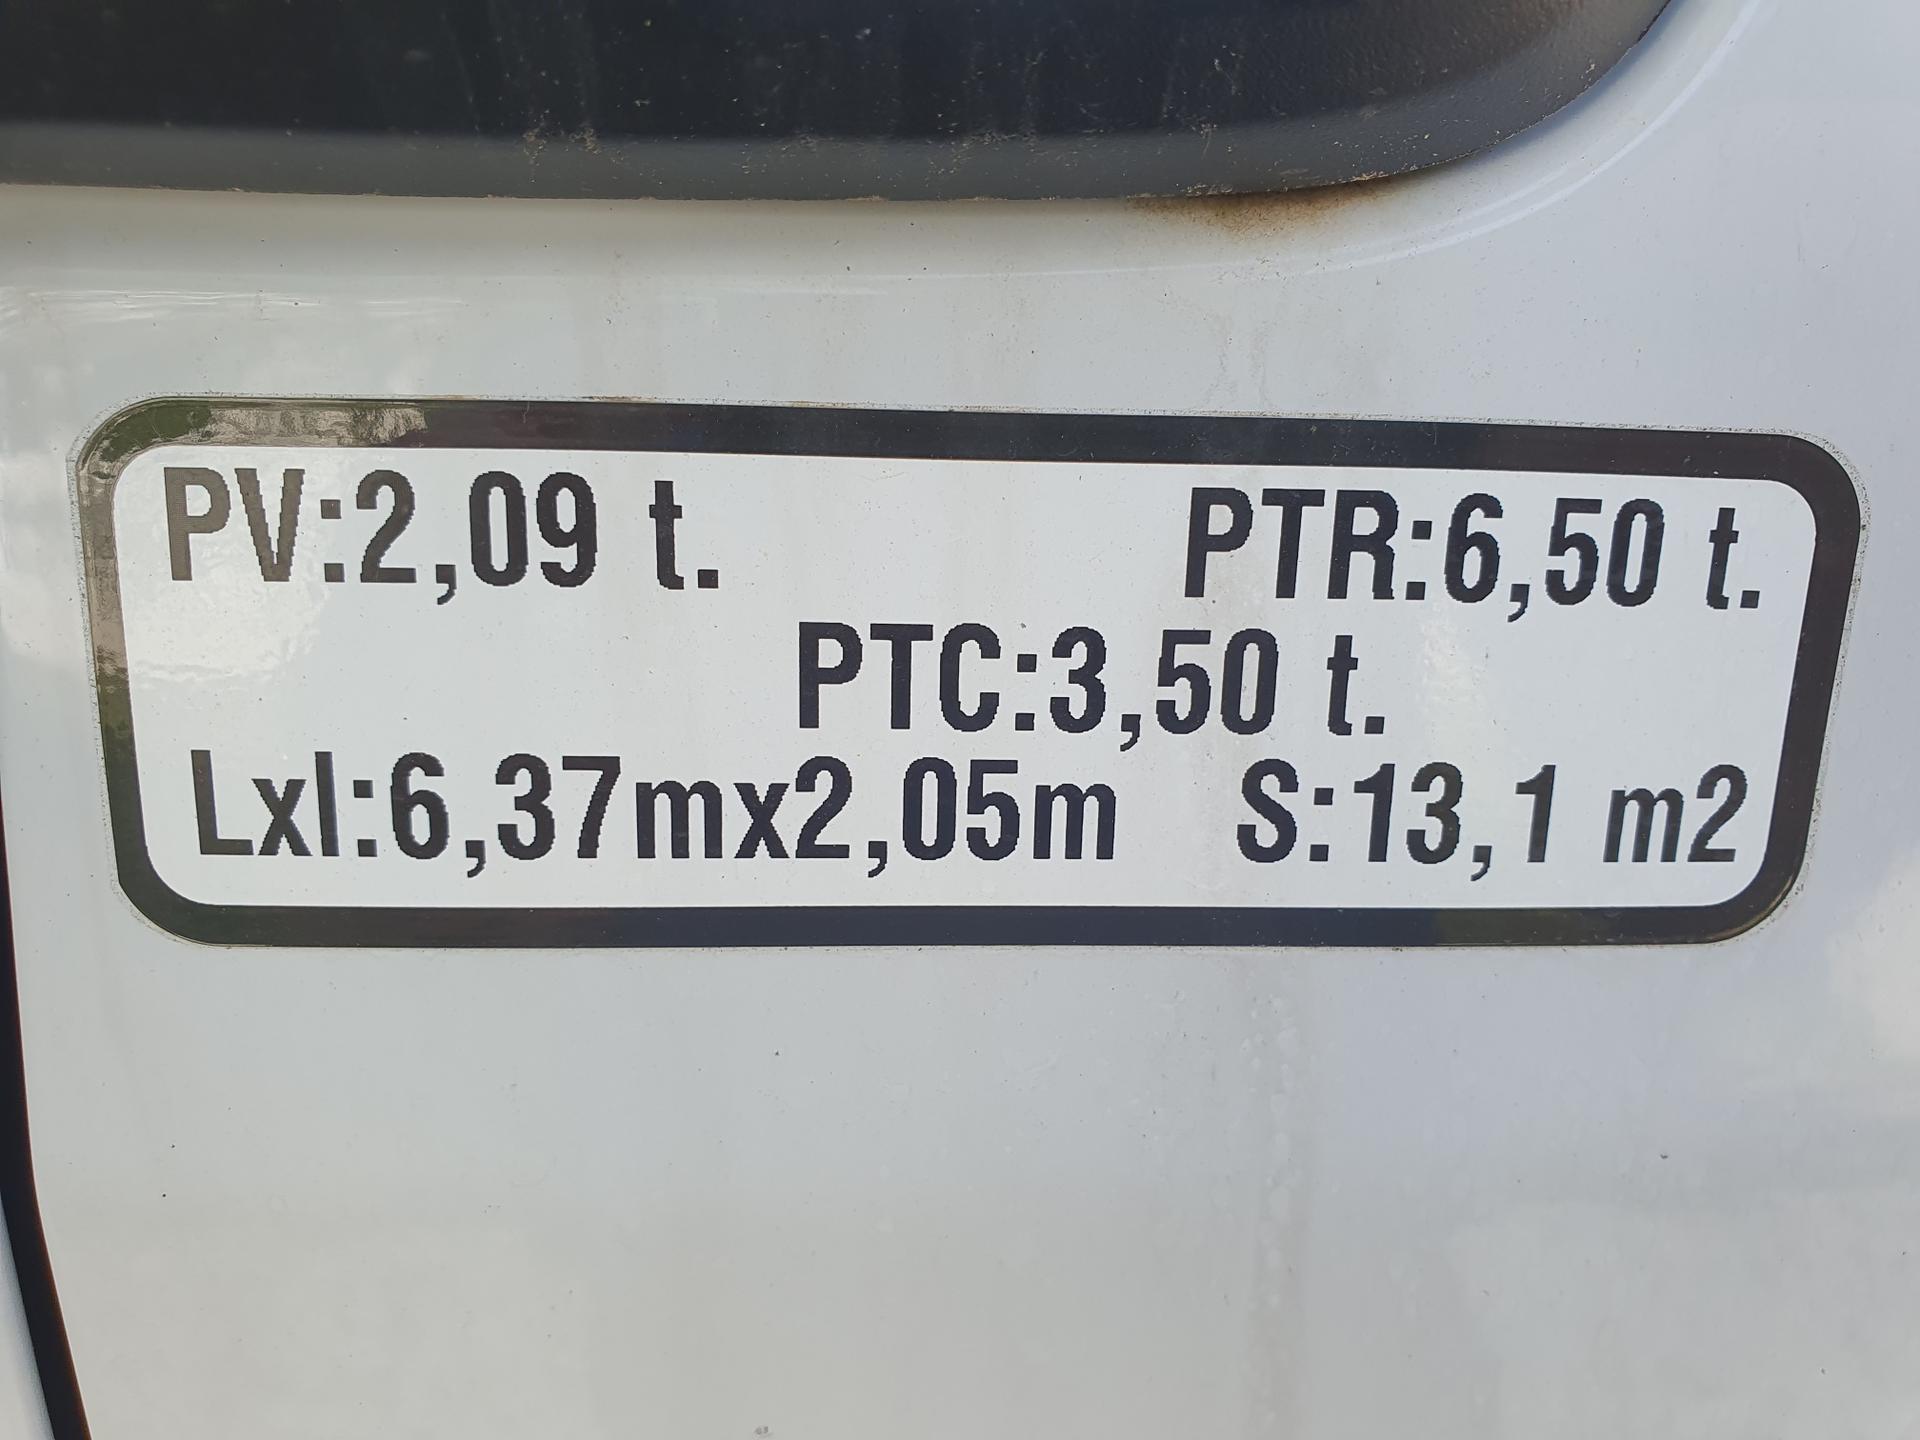 PV:2,09 t. PTR:6,50 t.
PTC:3,50 t.
Lxl:6,37mx2,05m S:13,1 m2